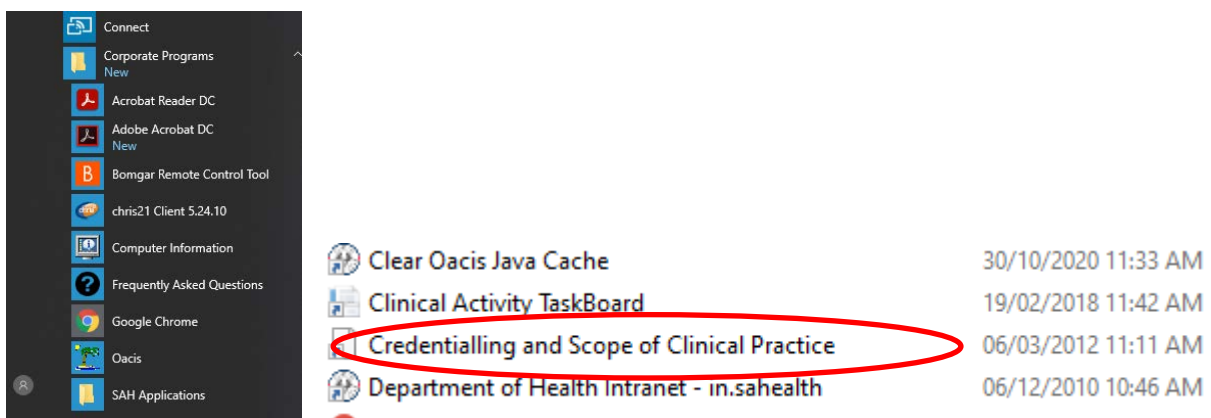 Connect
Corporate Programs
New
Acrobat Reader DC
Adobe Acrobat DC
New
B Bomgar Remote Control Tool
chris21 Client 5.24.10
Computer Information
? Frequently Asked Questions
Google Chrome
Oacis
SAH Applications
Clear Oacis Java Cache 30/10/2020 11:33 AM
Clinical Activity TaskBoard 19/02/2018 11:42 AM
Credentialling and Scope of Clinical Practice 06/03/2012 11:11 AM
Department of Health Intranet - in.sahealth 06/12/2010 10:46 AM